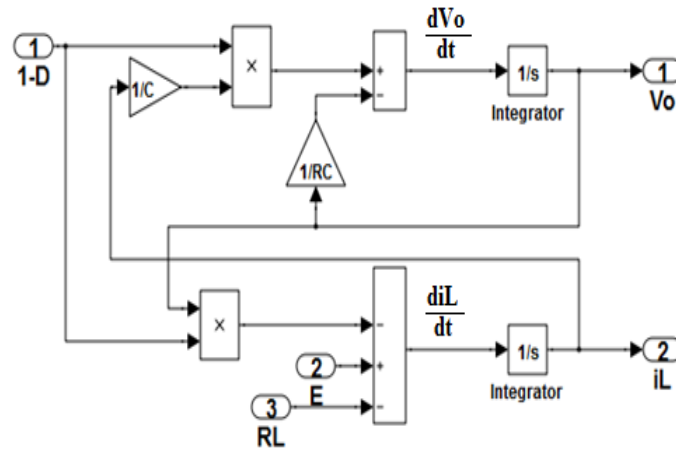 1
1-D
1/C
X
+
-
dVo
dt
1/s
Integrator
1
Vo
1/RC
X
-
+
-
diL
dt
1/s
Integrator
2
iL
2
E
3
RL